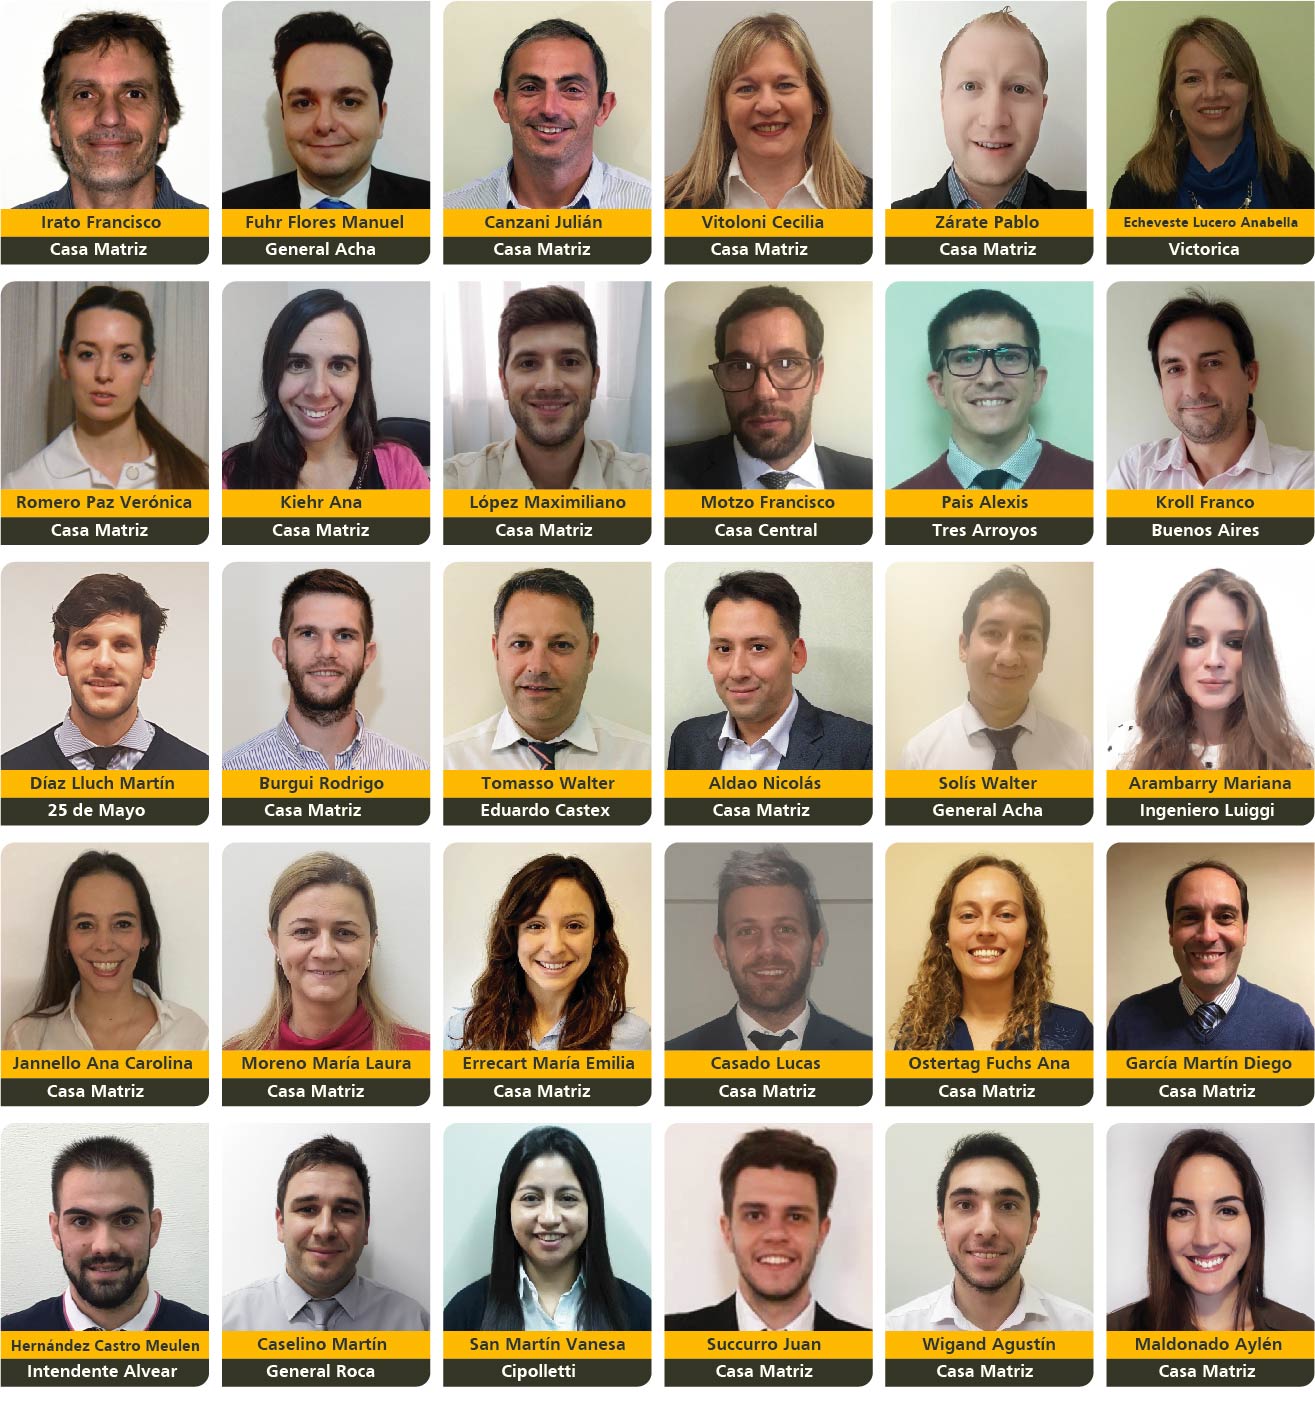 Irato Francisco
Casa Matriz
Fuhr Flores Manuel
General Acha
Canzani Julián
Casa Matriz
Vitoloni Cecilia
Casa Matriz
Zárate Pablo
Casa Matriz
Echeveste Lucero Anabella
Victorica
Romero Paz Verónica
Casa Matriz
Kiehr Ana
Casa Matriz
López Maximiliano
Casa Matriz
Motzo Francisco
Casa Central
Pais Alexis
Tres Arroyos
Kroll Franco
Buenos Aires
Díaz Lluch Martín
25 de Mayo
Burgui Rodrigo
Casa Matriz
Tomasso Walter
Eduardo Castex
Aldao Nicolás
Casa Matriz
Solís Walter
General Acha
Arambarry Mariana
Ingeniero Luiggi
Jannello Ana Carolina
Casa Matriz
Moreno María Laura
Casa Matriz
Errecart María Emilia
Casa Matriz
Casado Lucas
Casa Matriz
Ostertag Fuchs Ana
Casa Matriz
García Martín Diego
Casa Matriz
Hernández Castro Meulen
Intendente Alvear
Caselino Martín
General Roca
San Martín Vanesa
Cipolletti
Succurro Juan
Casa Matriz
Wigand Agustín
Casa Matriz
Maldonado Aylén
Casa Matriz